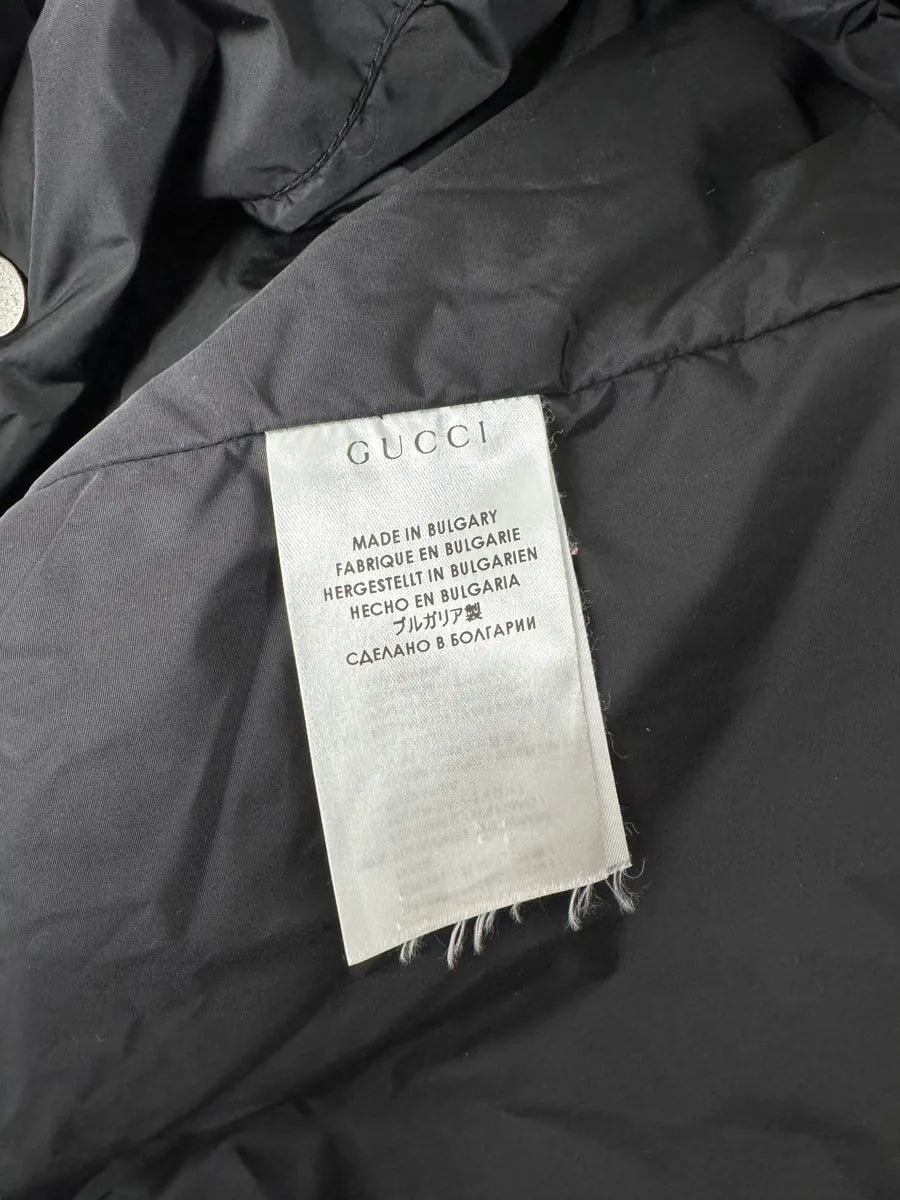 GUCCI
MADE IN BULGARY
FABRIQUE EN BULGARIE
HERGESTELLT IN BULGARIEN
HECHO EN BULGARIA
ブルガリア製
СДЕЛАНО В БОЛГАРИИ